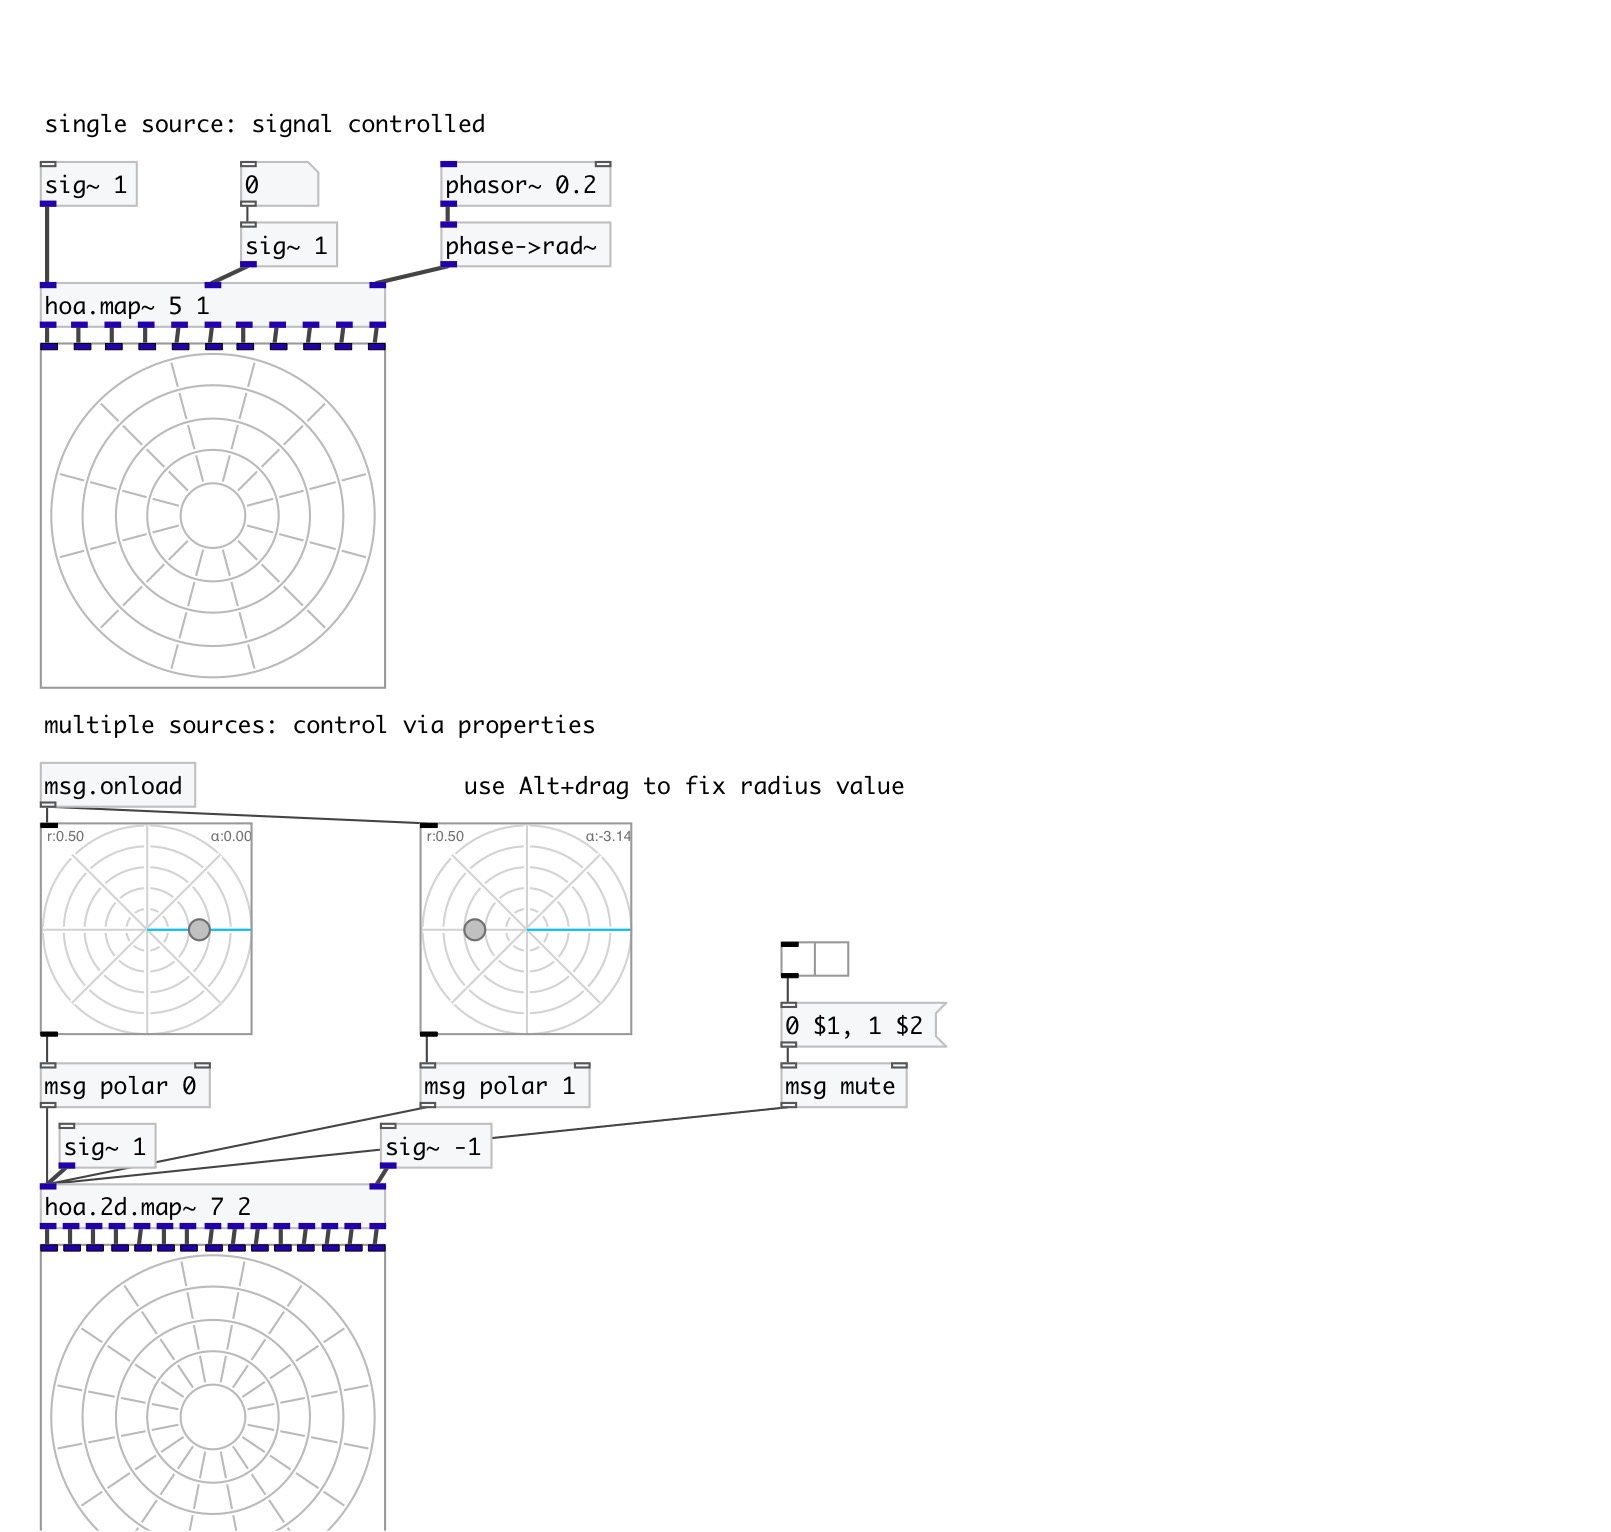 single source: signal controlled
sig~ 1
0
phasor~ 0.2
sig~ 1
phase->rad~
hoa.map~ 5 1
multiple sources: control via properties
msg.onload
use Alt+drag to fix radius value
r:0.50
α:0.00
r:0.50
α:-3.14
0 $1, 1 $2
msg polar 0
msg polar 1
msg mute
sig~ 1
sig~ -1
hoa.2d.map~ 7 2